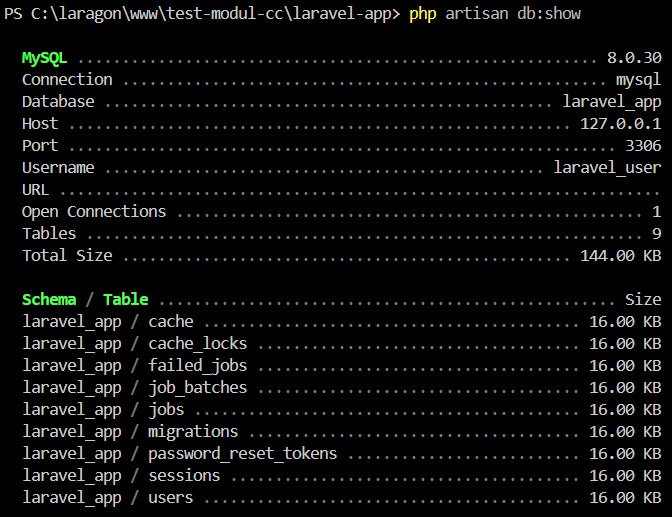 PS C:\laragon\www\test-modul-cc\laravel-app> php artisan db:show
MySQL ........................................................... 8.0.30
Connection ....................................................... mysql
Database .................................................. laravel_app
Host ......................................................... 127.0.0.1
Port .............................................................. 3306
Username ................................................. laravel_user
URL ...................................................................
Open Connections .................................................... 1
Tables .............................................................. 9
Total Size ................................................... 144.00 KB
Schema / Table ................................................... Size
laravel_app / cache .......................................... 16.00 KB
laravel_app / cache_locks .................................... 16.00 KB
laravel_app / failed_jobs .................................... 16.00 KB
laravel_app / job_batches .................................... 16.00 KB
laravel_app / jobs ........................................... 16.00 KB
laravel_app / migrations ..................................... 16.00 KB
laravel_app / password_reset_tokens .......................... 16.00 KB
laravel_app / sessions ....................................... 16.00 KB
laravel_app / users .......................................... 16.00 KB